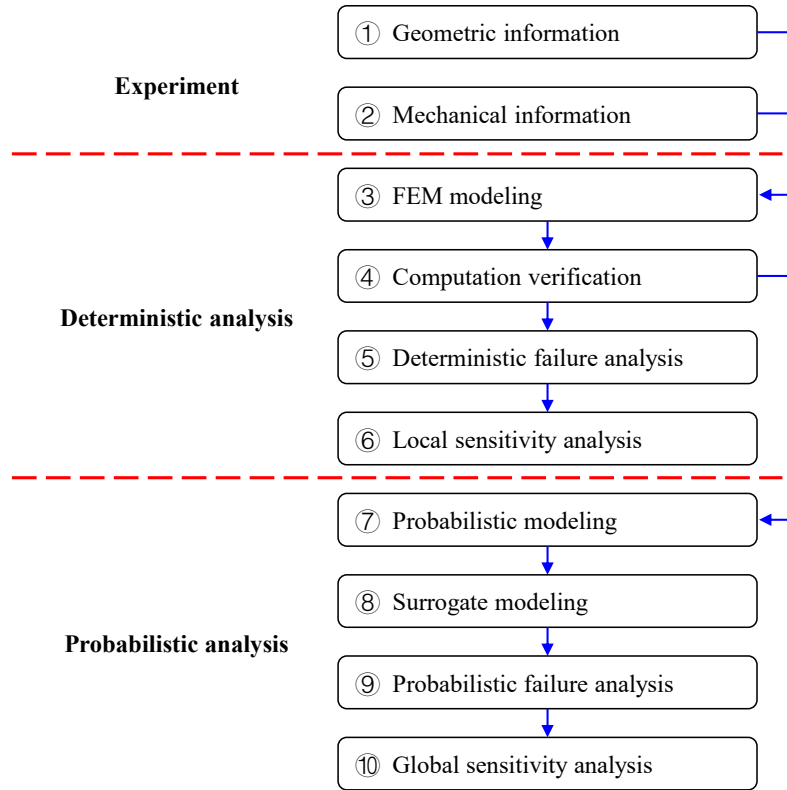 Experiment
① Geometric information
② Mechanical information
Deterministic analysis
③ FEM modeling
④ Computation verification
⑤ Deterministic failure analysis
⑥ Local sensitivity analysis
Probabilistic analysis
⑦ Probabilistic modeling
⑧ Surrogate modeling
⑨ Probabilistic failure analysis
⑩ Global sensitivity analysis